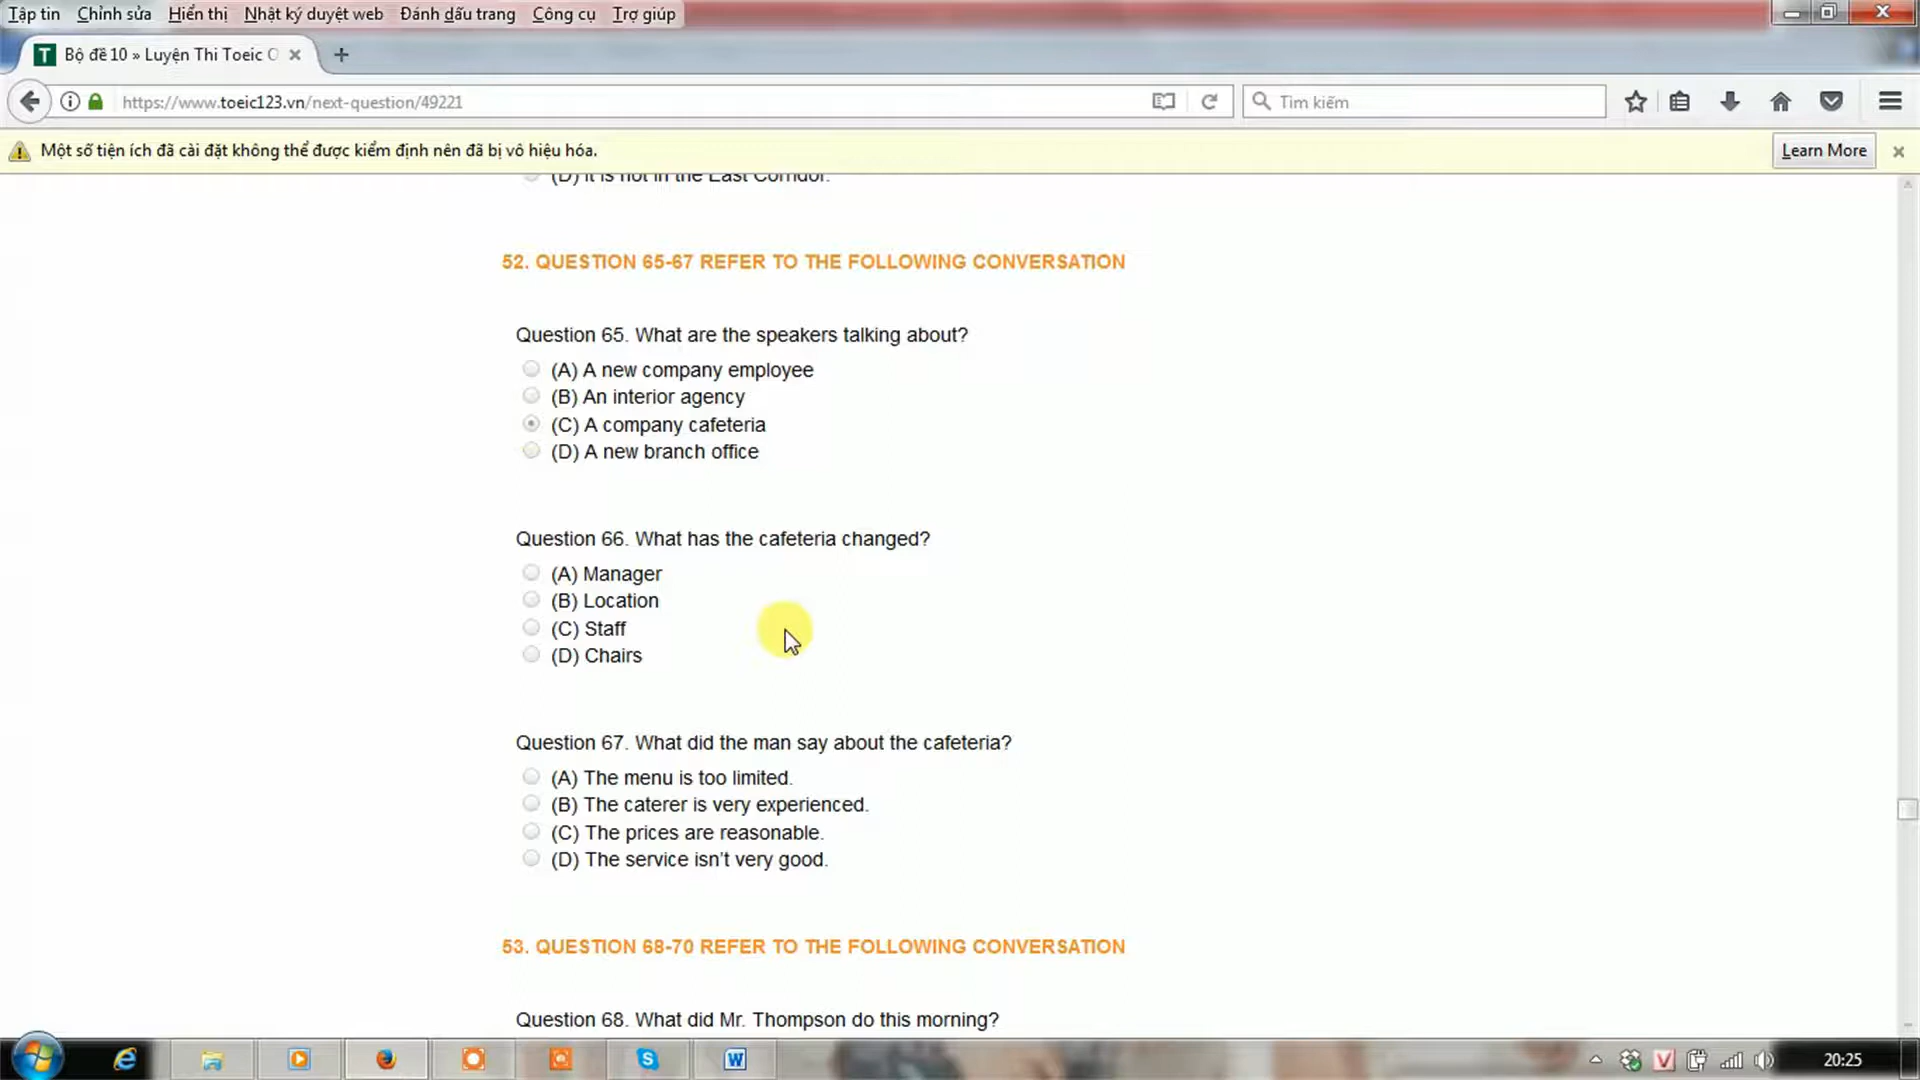 Tập tin Chỉnh sửa Hiển thị Nhật ký duyệt web Đánh dấu trang Công cụ Trợ giúp
Bộ đề 10 » Luyện Thi Toeic O
https://www.toeic123.vn/next-question/49221
Tìm kiếm
Một số tiện ích đã cài đặt không thể được kiểm định nên đã bị vô hiệu hóa.
Learn More
(D) It is not in the East Corridor.
52. QUESTION 65-67 REFER TO THE FOLLOWING CONVERSATION
Question 65. What are the speakers talking about?
(A) A new company employee
(B) An interior agency
(C) A company cafeteria
(D) A new branch office
Question 66. What has the cafeteria changed?
(A) Manager
(B) Location
(C) Staff
(D) Chairs
Question 67. What did the man say about the cafeteria?
(A) The menu is too limited.
(B) The caterer is very experienced.
(C) The prices are reasonable.
(D) The service isn't very good.
53. QUESTION 68-70 REFER TO THE FOLLOWING CONVERSATION
Question 68. What did Mr. Thompson do this morning?
20:25